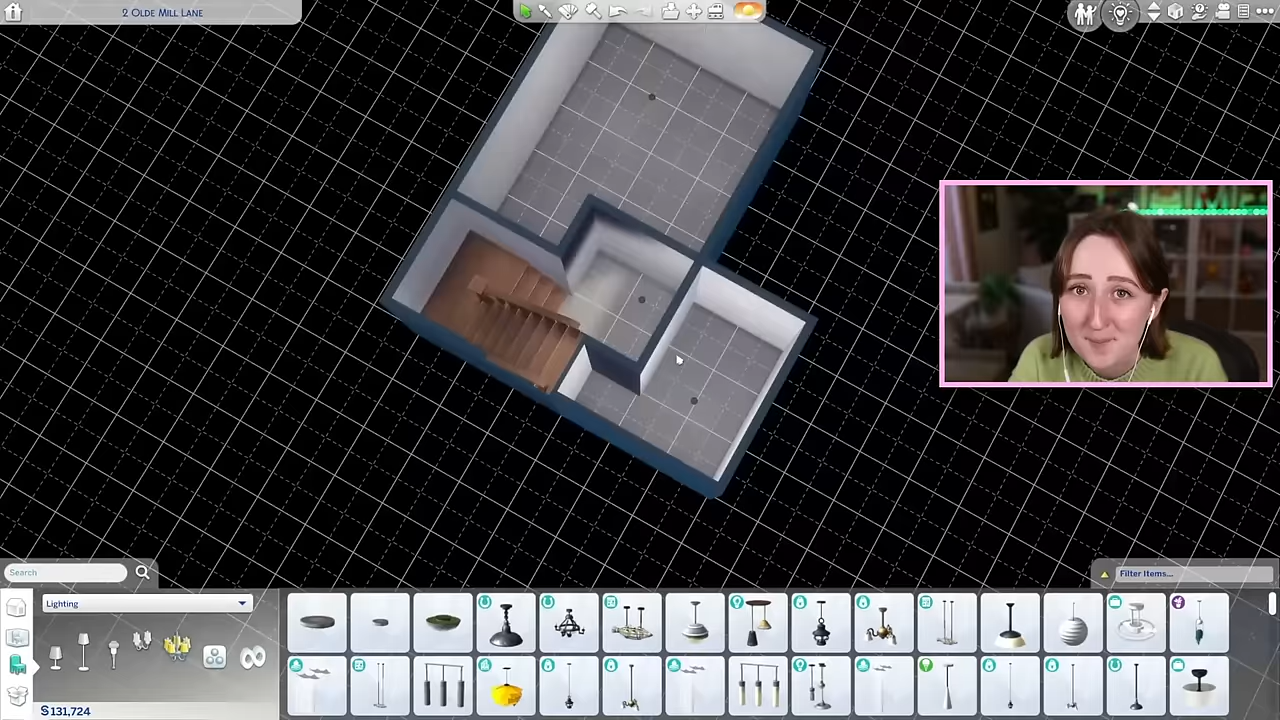 2 Olde Mill Lane
Search
Filter Items...
Lighting
§131,724